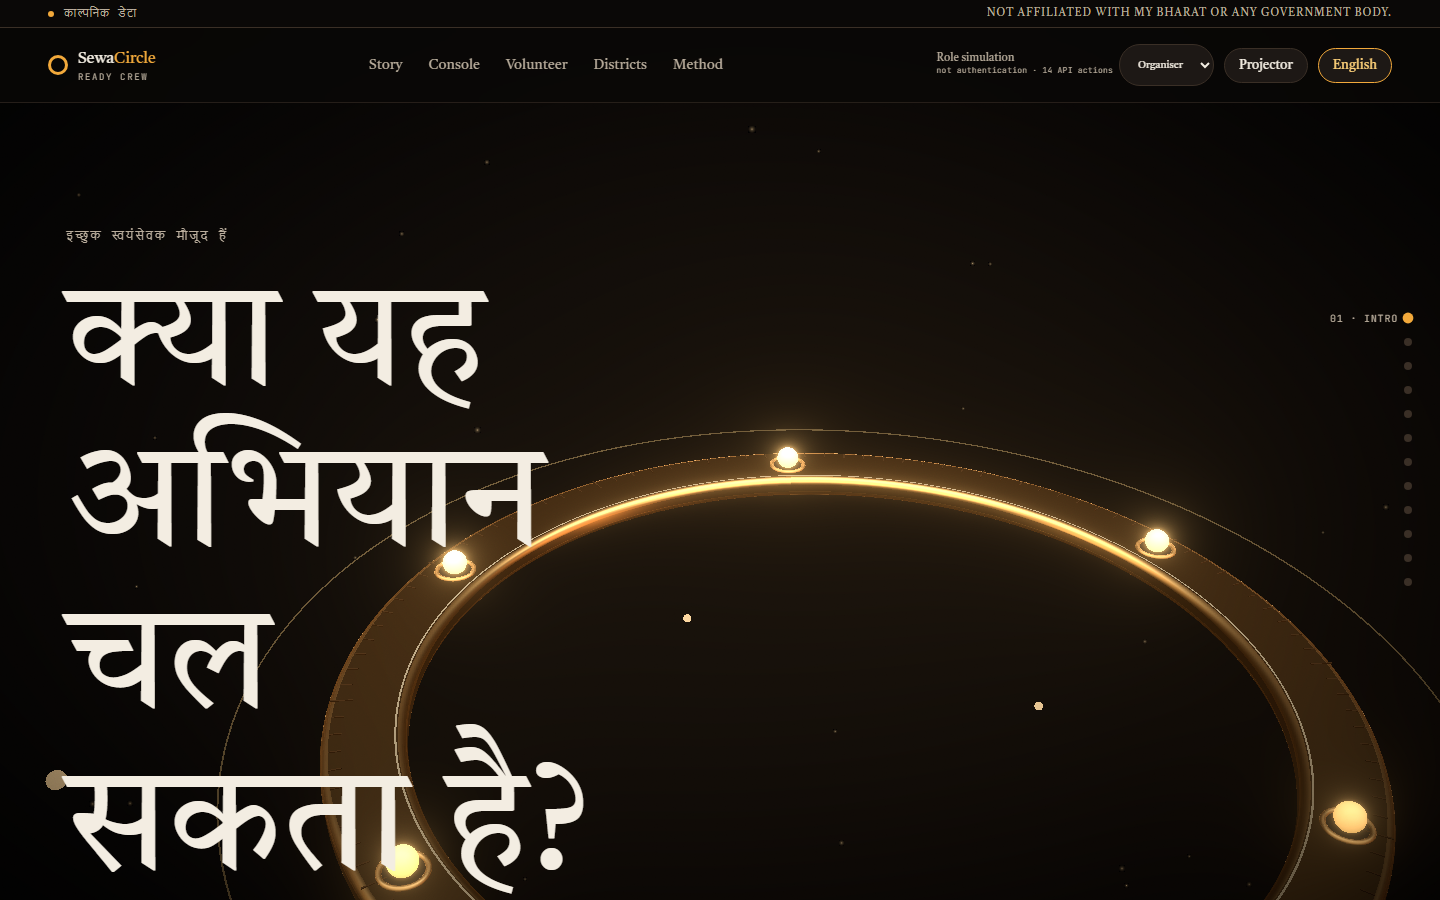 काल्पनिक डेटा
NOT AFFILIATED WITH MY BHARAT OR ANY GOVERNMENT BODY.
SewaCircle
READY CREW
Story Console Volunteer Districts Method
Role simulation
not authentication · 14 API actions
Organiser
Projector
English
इच्छुक स्वयंसेवक मौजूद हैं
क्या यह
अभियान
चल
सकता है?
01 · INTRO